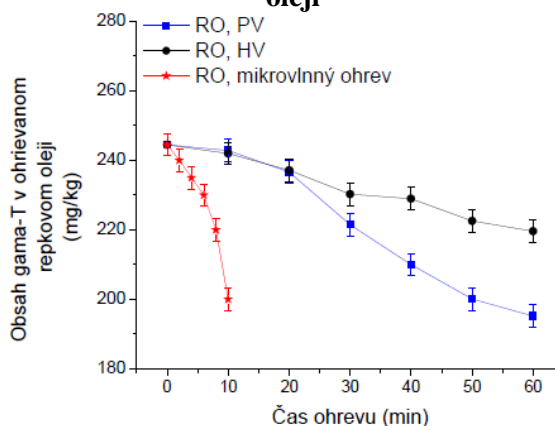 oleji
RO, PV
RO, HV
RO, mikrovlnný ohrev
Obsah gama-T v ohrievanom
repkovom oleji
(mg/kg)
280
260
240
220
200
180
0 10 20 30 40 50 60
Čas ohrevu (min)